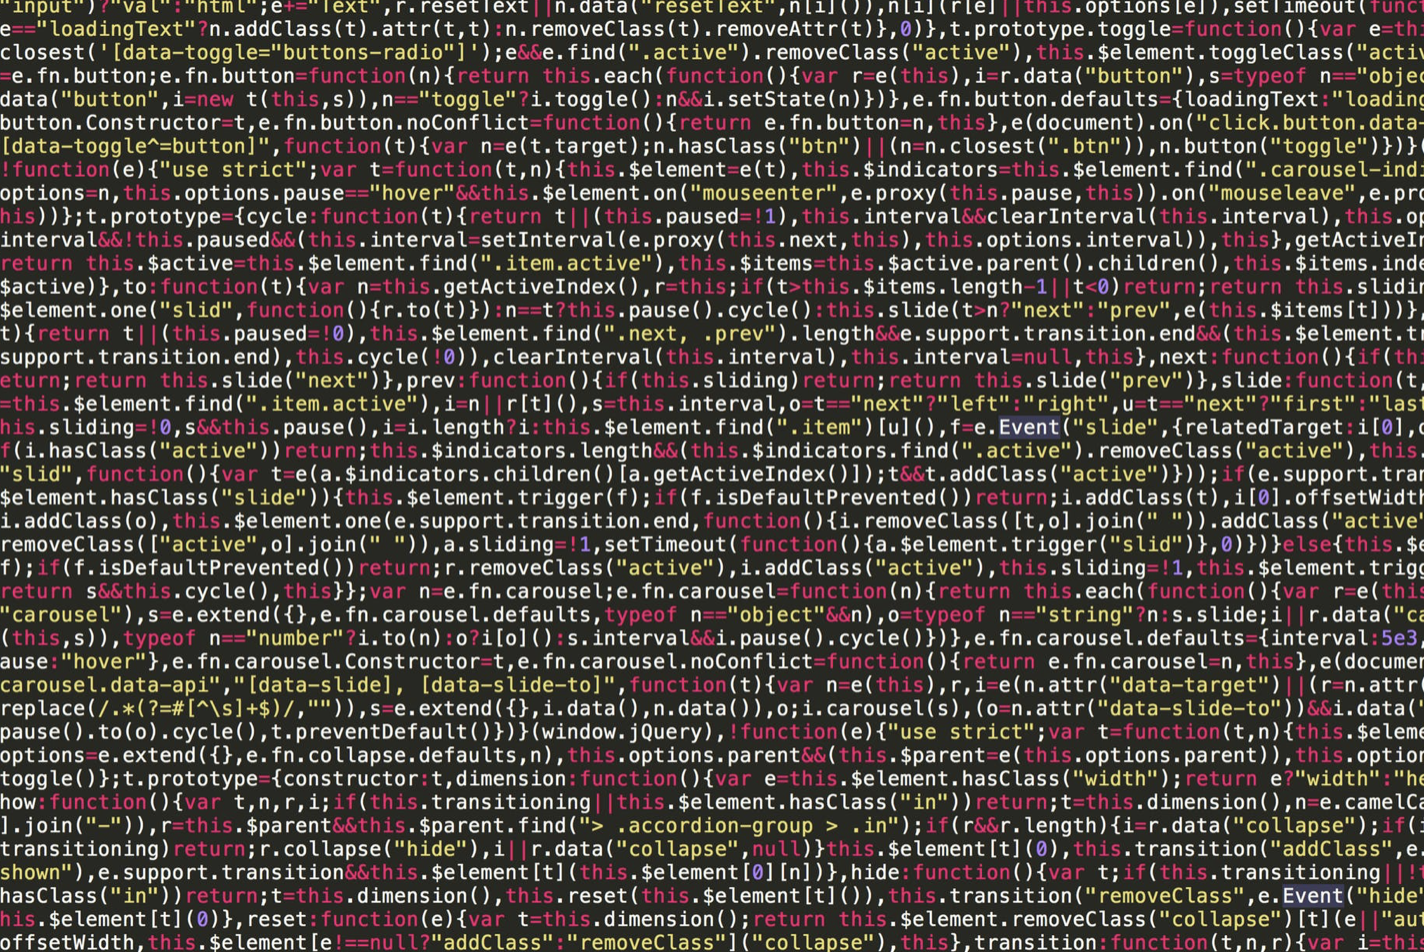 "input")?"val":"html";e+="Text",r.resetText||n.data("resetText",n[i]()),n[i](r[e]||this.options[e]),setTimeout(funct
e=="loadingText"?n.addClass(t).attr(t,t):n.removeClass(t).removeAttr(t)},0)},t.prototype.toggle=function(){var e=th
closest('[data-toggle="buttons-radio"]');e&&e.find(".active").removeClass("active"),this.$element.toggleClass("acti
=e.fn.button;e.fn.button=function(n){return this.each(function(){var r=e(this),i=r.data("button"),s=typeof n=="obje
data("button",i=new t(this,s)),n=="toggle"?i.toggle():n&&i.setState(n)})},e.fn.button.defaults={loadingText:"loadin
button.Constructor=t,e.fn.button.noConflict=function(){return e.fn.button=n,this},e(document).on("click.button.data-
[data-toggle^=button]",function(t){var n=e(t.target);n.hasClass("btn")||(n=n.closest(".btn")),n.button("toggle")})}(
!function(e){"use strict";var t=function(t,n){this.$element=e(t),this.$indicators=this.$element.find(".carousel-indi
options=n,this.options.pause=="hover"&&this.$element.on("mouseenter",e.proxy(this.pause,this)).on("mouseleave",e.pro
his))};t.prototype={cycle:function(t){return t||(this.paused=!1),this.interval&&clearInterval(this.interval),this.op
interval&&!this.paused&&(this.interval=setInterval(e.proxy(this.next,this),this.options.interval)),this},getActiveIn
return this.$active=this.$element.find(".item.active"),this.$items=this.$active.parent().children(),this.$items.inde
$active)},to:function(t){var n=this.getActiveIndex(),r=this;if(t>this.$items.length-1||t<0)return;return this.slidin
$element.one("slid",function(){r.to(t)}):n==t?this.pause().cycle():this.slide(t>n?"next":"prev",e(this.$items[t]))},
t){return t||(this.paused=!0),this.$element.find(".next, .prev").length&&e.support.transition.end&&(this.$element.t
support.transition.end),this.cycle(!0)),clearInterval(this.interval),this.interval=null,this},next:function(){if(th
eturn;return this.slide("next")},prev:function(){if(this.sliding)return;return this.slide("prev")},slide:function(t
=this.$element.find(".item.active"),i=n||r[t](),s=this.interval,o=t=="next"?"left":"right",u=t=="next"?"first":"last
his.sliding=!0,s&&this.pause(),i=i.length?i:this.$element.find(".item")[u](),f=e.Event("slide",{relatedTarget:i[0],d
f(i.hasClass("active"))return;this.$indicators.length&&(this.$indicators.find(".active").removeClass("active"),this.
"slid",function(){var t=e(a.$indicators.children()[a.getActiveIndex()]);t&&t.addClass("active")}));if(e.support.tran
$element.hasClass("slide")){this.$element.trigger(f);if(f.isDefaultPrevented())return;i.addClass(t),i[0].offsetWidth
i.addClass(o),this.$element.one(e.support.transition.end,function(){i.removeClass([t,o].join(" ")).addClass("active"
removeClass(["active",o].join(" ")),a.sliding=!1,setTimeout(function(){a.$element.trigger("slid")},0)})}else{this.$e
f);if(f.isDefaultPrevented())return;r.removeClass("active"),i.addClass("active"),this.sliding=!1,this.$element.trigg
return s&&this.cycle(),this}};var n=e.fn.carousel;e.fn.carousel=function(n){return this.each(function(){var r=e(this
"carousel"),s=e.extend({},e.fn.carousel.defaults,typeof n=="object"&&n),o=typeof n=="string"?n:s.slide;i||r.data("ca
(this,s)),typeof n=="number"?i.to(n):o?i[o]():s.interval&&i.pause().cycle()})},e.fn.carousel.defaults={interval:5e3,
ause:"hover"},e.fn.carousel.Constructor=t,e.fn.carousel.noConflict=function(){return e.fn.carousel=n,this},e(documen
carousel.data-api","[data-slide], [data-slide-to]",function(t){var n=e(this),r,i=e(n.attr("data-target")||(r=n.attr(
replace(/.*(?=#[^\s]+$)/,"")),s=e.extend({},i.data(),n.data()),o;i.carousel(s),(o=n.attr("data-slide-to"))&&i.data("
pause().to(o).cycle(),t.preventDefault()})}(window.jQuery),!function(e){"use strict";var t=function(t,n){this.$eleme
options=e.extend({},e.fn.collapse.defaults,n),this.options.parent&&(this.$parent=e(this.options.parent)),this.option
toggle()};t.prototype={constructor:t,dimension:function(){var e=this.$element.hasClass("width");return e?"width":"he
how:function(){var t,n,r,i;if(this.transitioning||this.$element.hasClass("in"))return;t=this.dimension(),n=e.camelCa
].join("-")),r=this.$parent&&this.$parent.find("> .accordion-group > .in");if(r&&r.length){i=r.data("collapse");if(i
transitioning)return;r.collapse("hide"),i||r.data("collapse",null)}this.$element[t](0),this.transition("addClass",e.
shown"),e.support.transition&&this.$element[t](this.$element[0][n])},hide:function(){var t;if(this.transitioning||!t
hasClass("in"))return;t=this.dimension(),this.reset(this.$element[t]()),this.transition("removeClass",e.Event("hide"
his.$element[t](0)},reset:function(e){var t=this.dimension();return this.$element.removeClass("collapse")[t](e||"aut
offsetWidth,this.$element[e!==null?"addClass":"removeClass"]("collapse"),this},transition:function(t,n,r){var i=this